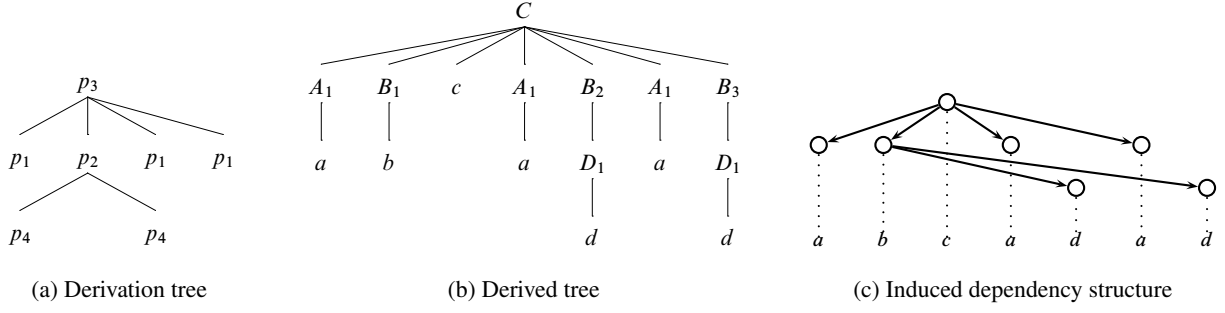 C
p3
A1 B1 c A1 B2 A1 B3
p1 p2 p1 p1
a b a D1 a D1
p4 p4
d d
a b c a d a d
(a) Derivation tree
(b) Derived tree
(c) Induced dependency structure